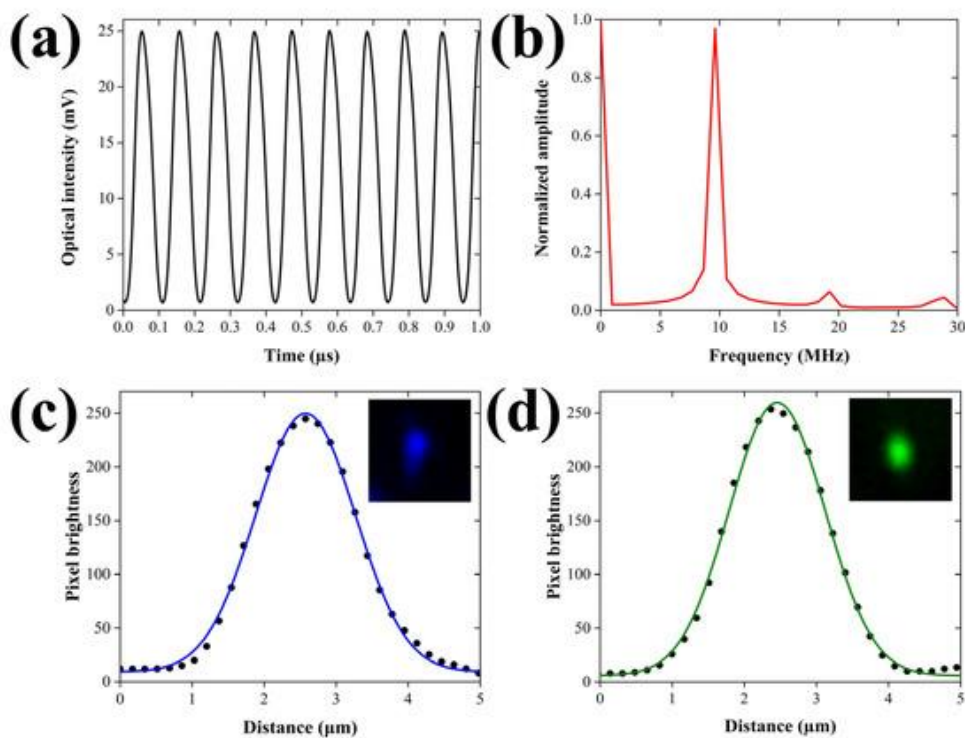 (a)
25
20
15
10
5
0
Optical intensity (mV)
0.0 0.1 0.2 0.3 0.4 0.5 0.6 0.7 0.8 0.9 1.0
Time (µs)
(b)
1.0
0.8
0.6
0.4
0.2
0.0
Normalized amplitude
0 5 10 15 20 25 30
Frequency (MHz)
(c)
250
200
150
100
50
0
Pixel brightness
0 1 2 3 4 5
Distance (µm)
(d)
250
200
150
100
50
0
Pixel brightness
0 1 2 3 4 5
Distance (µm)